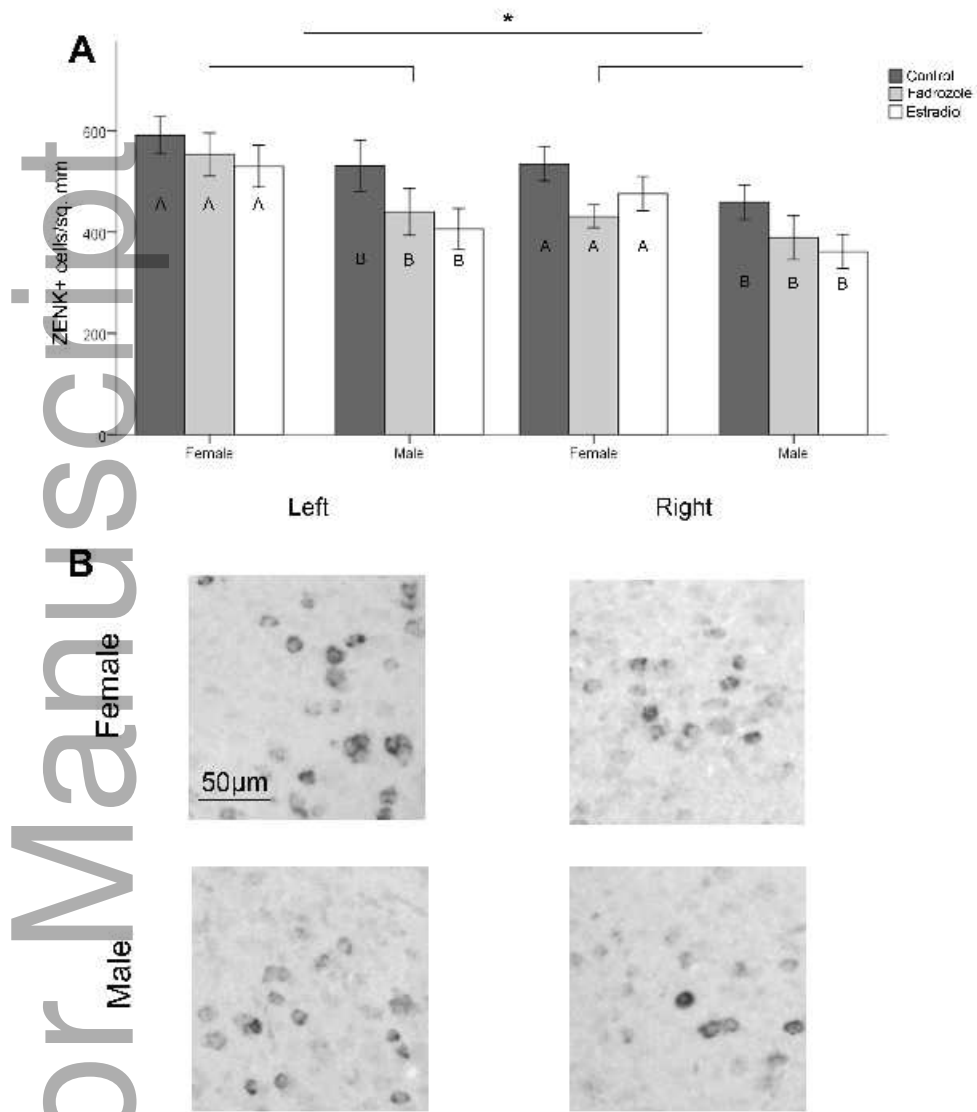 *
A
Control
Fadrozole
Estradiol
ZENK+ cells/sq. mm
600
400
200
0
A A A
B B B
A A A
B B B
Female Male Female Male
Left Right
B
Female
50µm
Male
or Manuscript